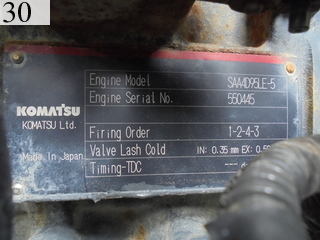 30
Engine Model SAA4D95LE-5
Engine Serial No. 550445
KOMATSU
KOMATSU Ltd.
Firing Order 1-2-4-3
Made in Japan
Valve Lash Cold IN: 0.35 mm EX:
Timing-TDC